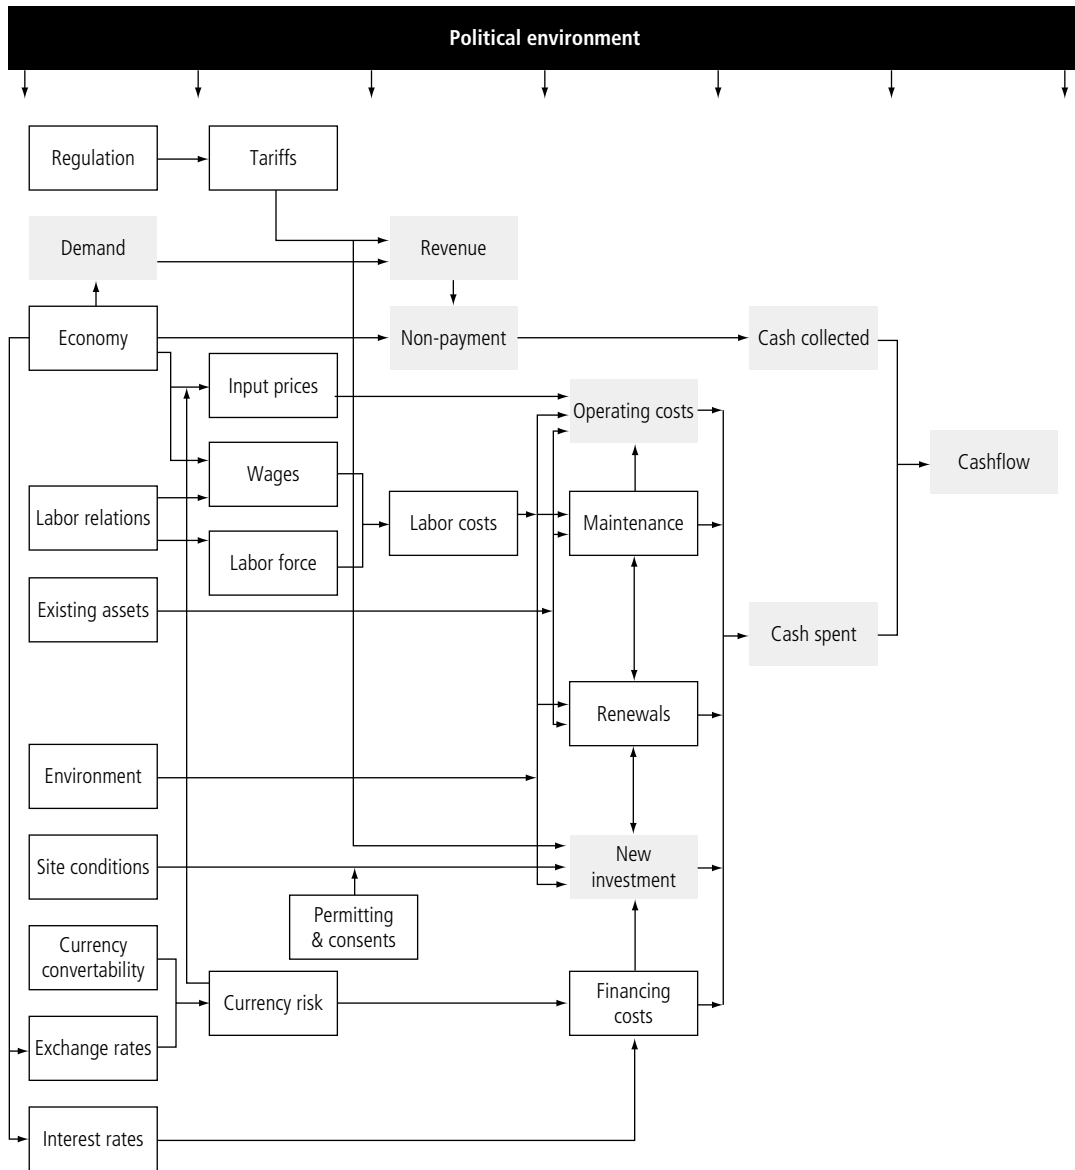 Political environment
Regulation
Tariffs
Demand
Revenue
Economy
Non-payment
Cash collected
Input prices
Operating costs
Cashflow
Wages
Labor relations
Labor costs
Maintenance
Labor force
Existing assets
Cash spent
Renewals
Environment
Site conditions
New
investment
Permitting
& consents
Currency
convertability
Currency risk
Financing
costs
Exchange rates
Interest rates